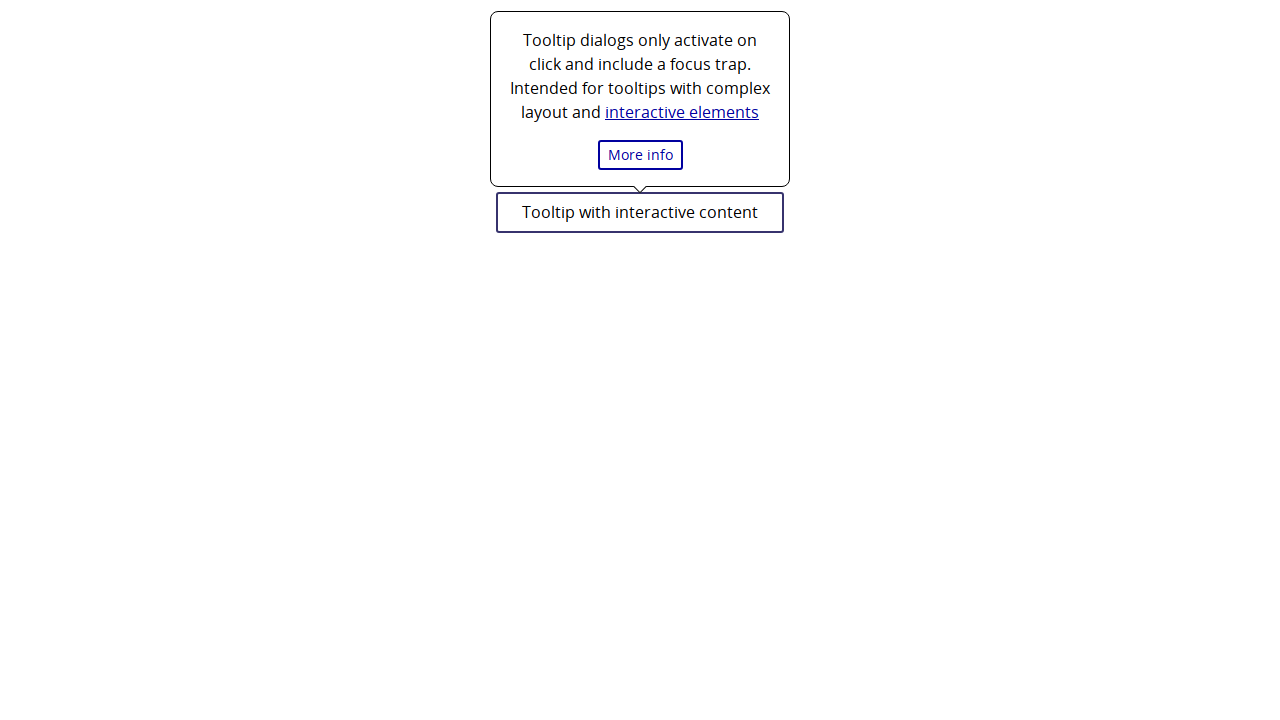 Tooltip dialogs only activate on
click and include a focus trap.
Intended for tooltips with complex
layout and interactive elements
More info
Tooltip with interactive content